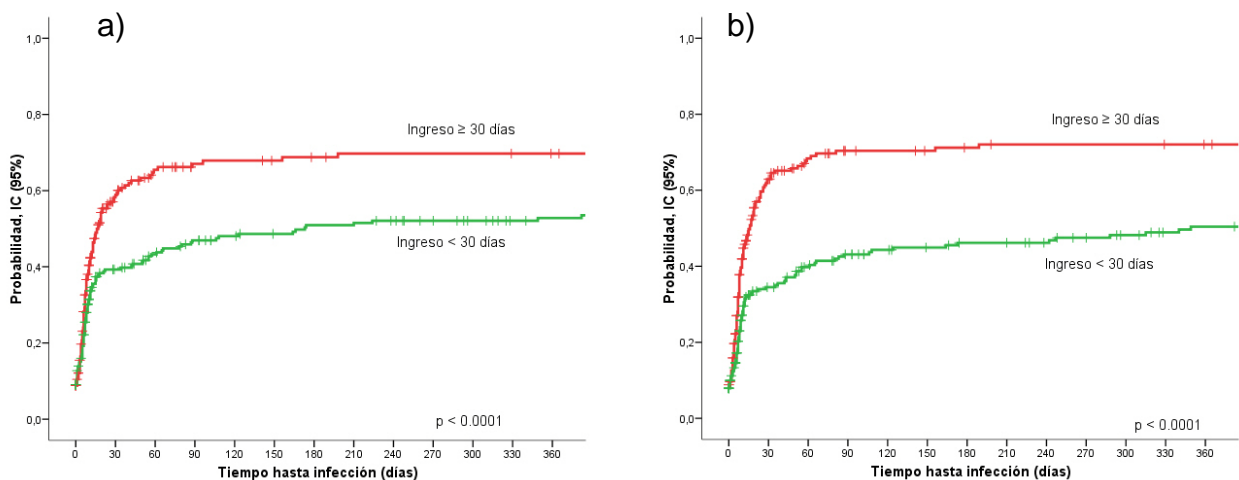 a)
Probabilidad, IC (95%)
1,0
0,8
0,6
0,4
0,2
0,0
Ingreso ≥ 30 días
Ingreso < 30 días
p < 0.0001
0 30 60 90 120 150 180 210 240 270 300 330 360
Tiempo hasta infección (días)
b)
Probabilidad, IC (95%)
1,0
0,8
0,6
0,4
0,2
0,0
Ingreso ≥ 30 días
Ingreso < 30 días
p < 0.0001
0 30 60 90 120 150 180 210 240 270 300 330 360
Tiempo hasta infección (días)